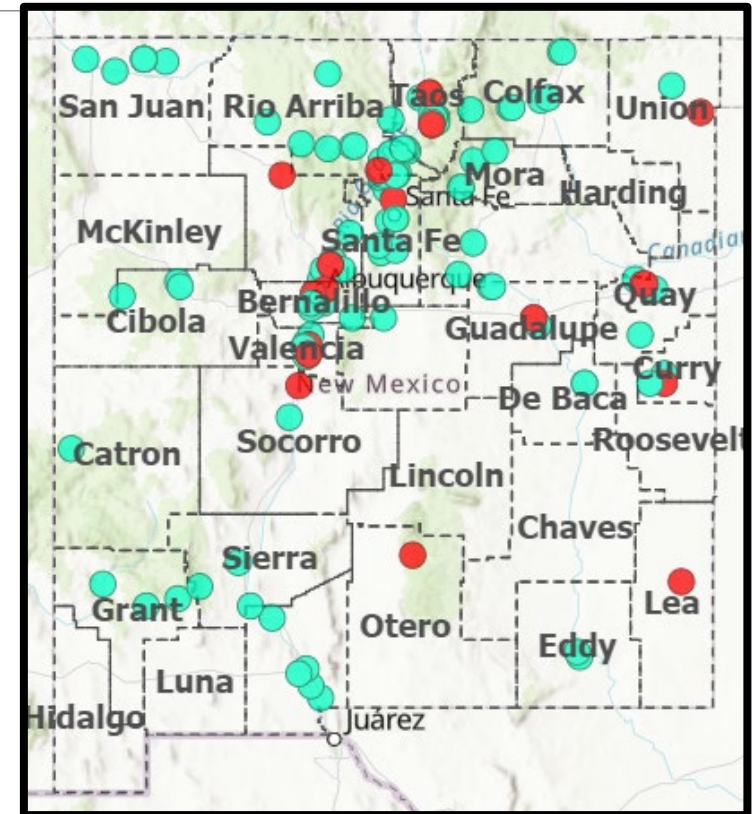 San Juan
Rio Arriba
Taos
Colfax
Union
Mora
Harding
Santa Fe
McKinley
Santa Fe
Canadian
Albuquerque
Bernalillo
Quay
Cibola
Guadalupe
Valencia
Curry
New Mexico
De Baca
Socorro
Roosevelt
Catron
Lincoln
Chaves
Sierra
Grant
Lea
Otero
Eddy
Luna
Hidalgo
Juárez